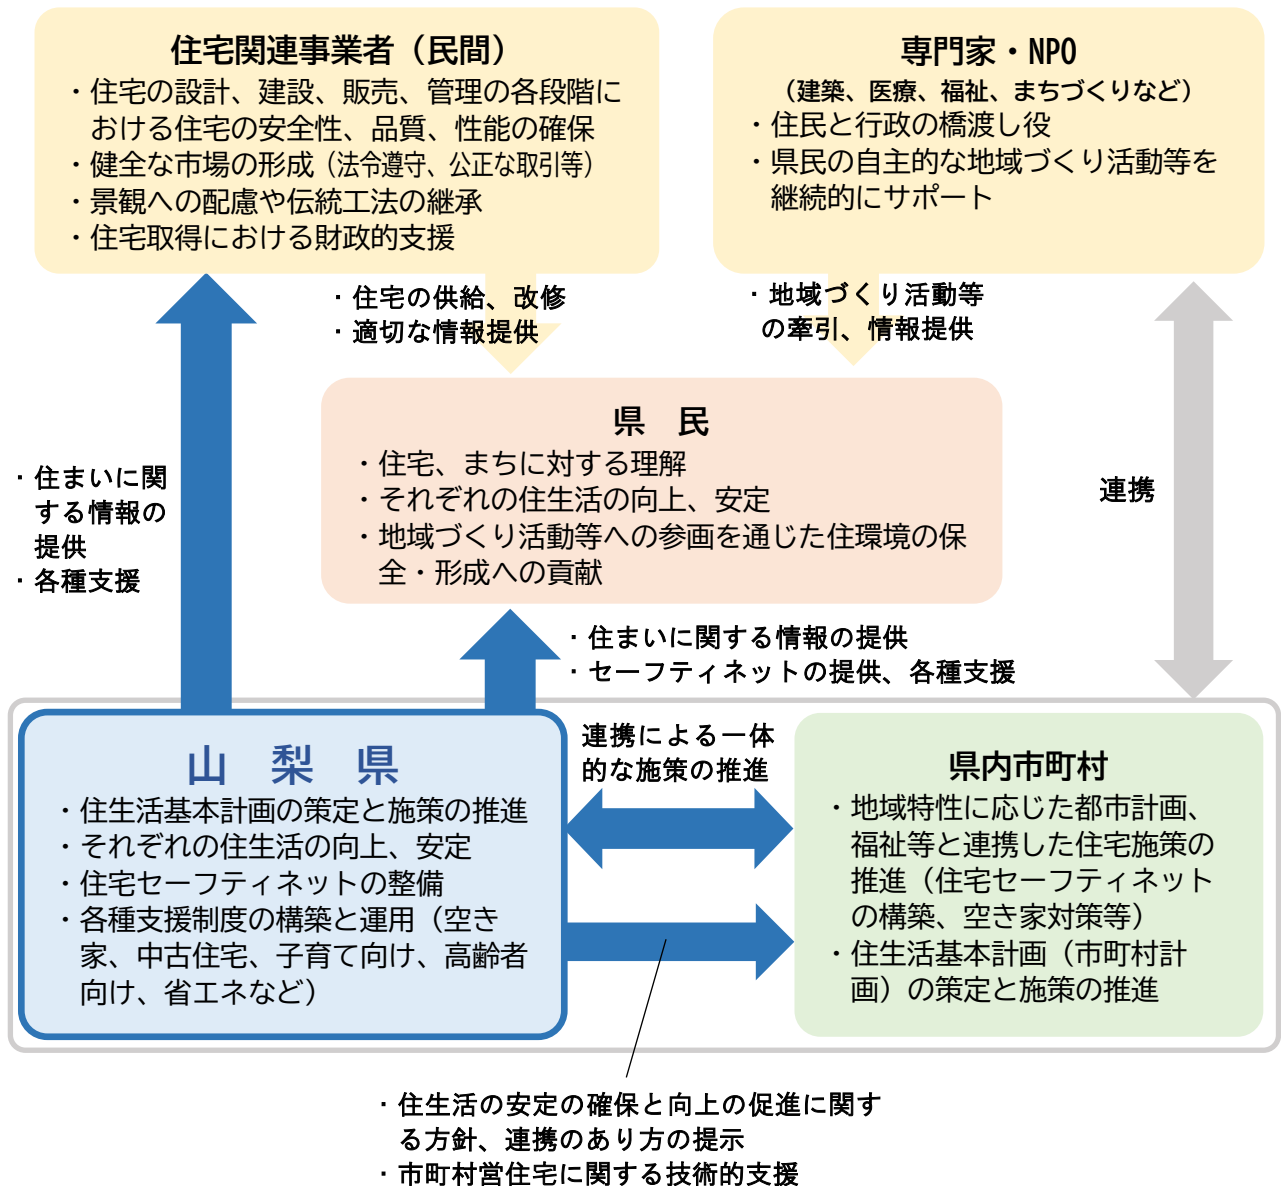 住宅関連事業者（民間）
・住宅の設計、建設、販売、管理の各段階に
おける住宅の安全性、品質、性能の確保
・健全な市場の形成（法令遵守、公正な取引等）
・景観への配慮や伝統工法の継承
・住宅取得における財政的支援
専門家・NPO
（建築、医療、福祉、まちづくりなど）
・住民と行政の橋渡し役
・県民の自主的な地域づくり活動等を
継続的にサポート
・住宅の供給、改修
・適切な情報提供
・地域づくり活動等
の牽引、情報提供
県　民
・住宅、まちに対する理解
・それぞれの住生活の向上、安定
・地域づくり活動等への参画を通じた住環境の保
全・形成への貢献
・住まいに関
する情報の
提供
・各種支援
連携
・住まいに関する情報の提供
・セーフティネットの提供、各種支援
山　梨　県
・住生活基本計画の策定と施策の推進
・それぞれの住生活の向上、安定
・住宅セーフティネットの整備
・各種支援制度の構築と運用（空き
家、中古住宅、子育て向け、高齢者
向け、省エネなど）
連携による一体
的な施策の推進
県内市町村
・地域特性に応じた都市計画、
福祉等と連携した住宅施策の
推進（住宅セーフティネット
の構築、空き家対策等）
・住生活基本計画（市町村計
画）の策定と施策の推進
・住生活の安定の確保と向上の促進に関す
る方針、連携のあり方の提示
・市町村営住宅に関する技術的支援